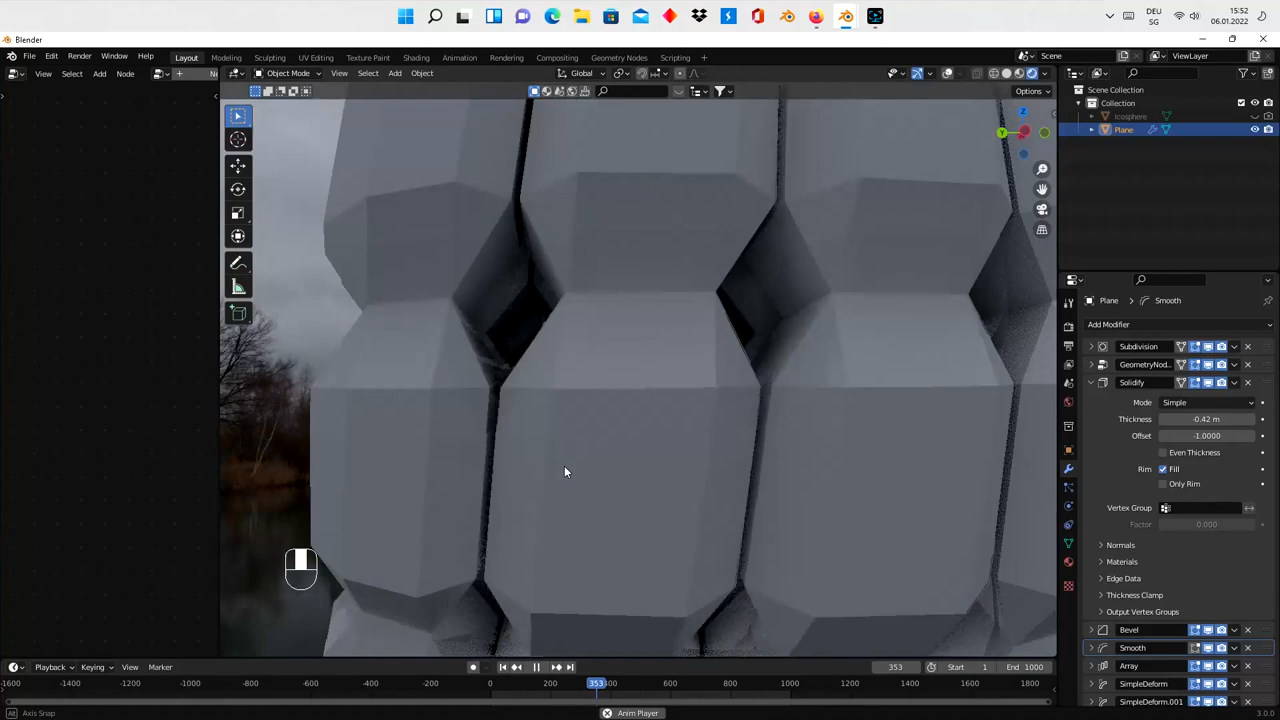 DEU 15:52
SG 06.01.2022
Blender
File Edit Render Window Help Layout Modeling Sculpting UV Editing Texture Paint Shading Animation Rendering Compositing Geometry Nodes Scripting Scene ViewLayer
View Select Add Node Object Mode View Select Add Object Global
Options
Scene Collection
Collection
Icosphere
Plane
Plane > Smooth
Add Modifier
Subdivision
GeometryNod..
Solidify
Mode Simple
Thickness -0.42 m
Offset -1.0000
Even Thickness
Rim Fill
Only Rim
Vertex Group
Factor 0.000
Normals
Materials
Edge Data
Thickness Clamp
Output Vertex Groups
Bevel
Smooth
Array
SimpleDeform
SimpleDeform.001
Playback Keying View Marker 353 Start 1 End 1000
-1600 -1400 -1200 -1000 -800 -600 -400 -200 0 200 353 400 600 800 1000 1200 1400 1600 1800
Axis Snap Anim Player 3.0.0